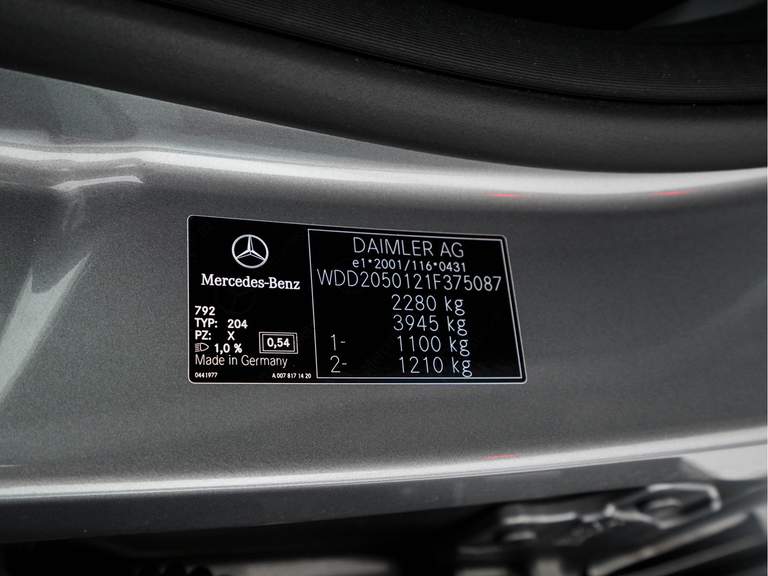 Mercedes-Benz
792
TYP: 204
PZ: X
1,0 %
0,54
Made in Germany
0441977
A 007 817 14 20
DAIMLER AG
e1*2001/116*0431
WDD2050121F375087
2280 kg
3945 kg
1- 1100 kg
2- 1210 kg